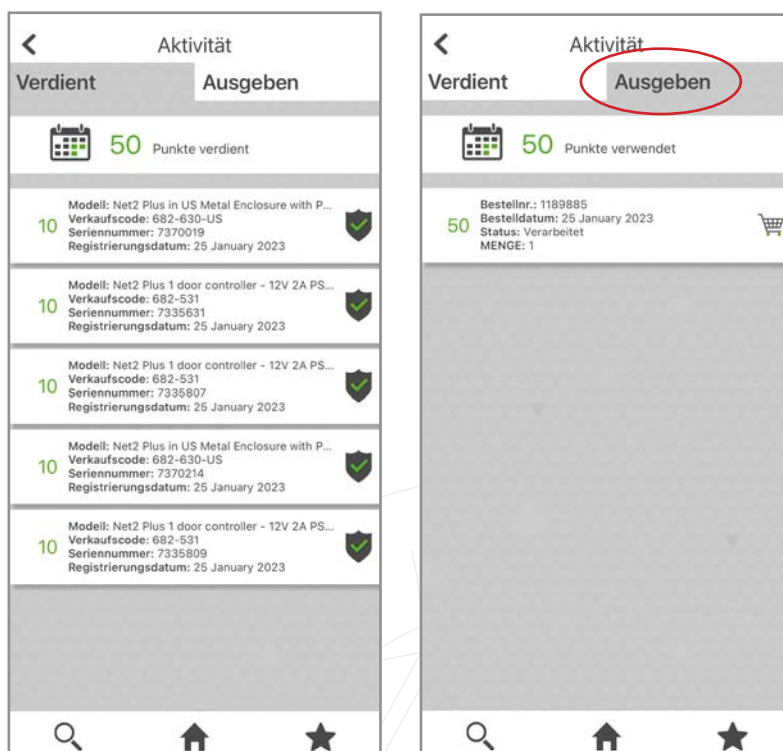 Aktivität
Verdient Ausgeben
50 Punkte verdient
10
Modell: Net2 Plus in US Metal Enclosure with P...
Verkaufscode: 682-630-US
Seriennummer: 7370019
Registrierungsdatum: 25 January 2023
10
Modell: Net2 Plus 1 door controller - 12V 2A PS...
Verkaufscode: 682-531
Seriennummer: 7335631
Registrierungsdatum: 25 January 2023
10
Modell: Net2 Plus 1 door controller - 12V 2A PS...
Verkaufscode: 682-531
Seriennummer: 7335807
Registrierungsdatum: 25 January 2023
10
Modell: Net2 Plus in US Metal Enclosure with P...
Verkaufscode: 682-630-US
Seriennummer: 7370214
Registrierungsdatum: 25 January 2023
10
Modell: Net2 Plus 1 door controller - 12V 2A PS...
Verkaufscode: 682-531
Seriennummer: 7335809
Registrierungsdatum: 25 January 2023
Aktivität
Verdient Ausgeben
50 Punkte verwendet
50
Bestellnr.: 1189885
Bestelldatum: 25 January 2023
Status: Verarbeitet
MENGE: 1